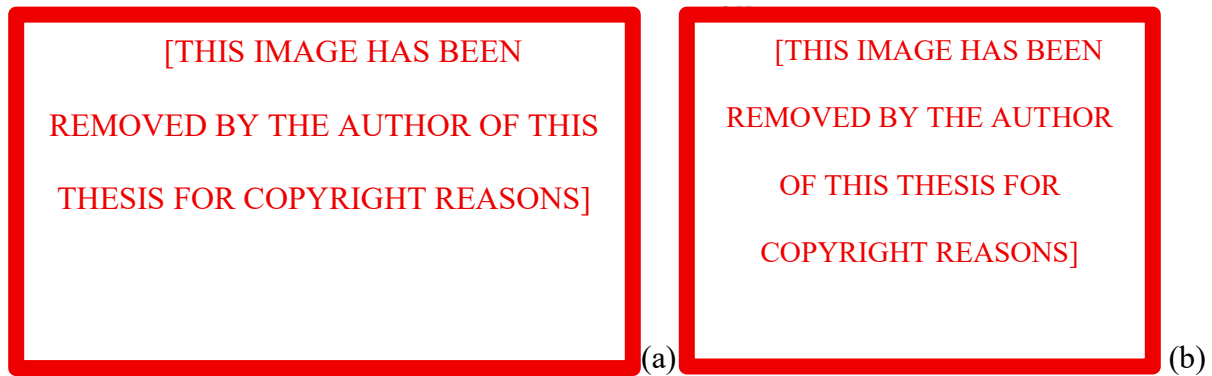 [THIS IMAGE HAS BEEN
REMOVED BY THE AUTHOR OF THIS
THESIS FOR COPYRIGHT REASONS]
(a)
[THIS IMAGE HAS BEEN
REMOVED BY THE AUTHOR
OF THIS THESIS FOR
COPYRIGHT REASONS]
(b)